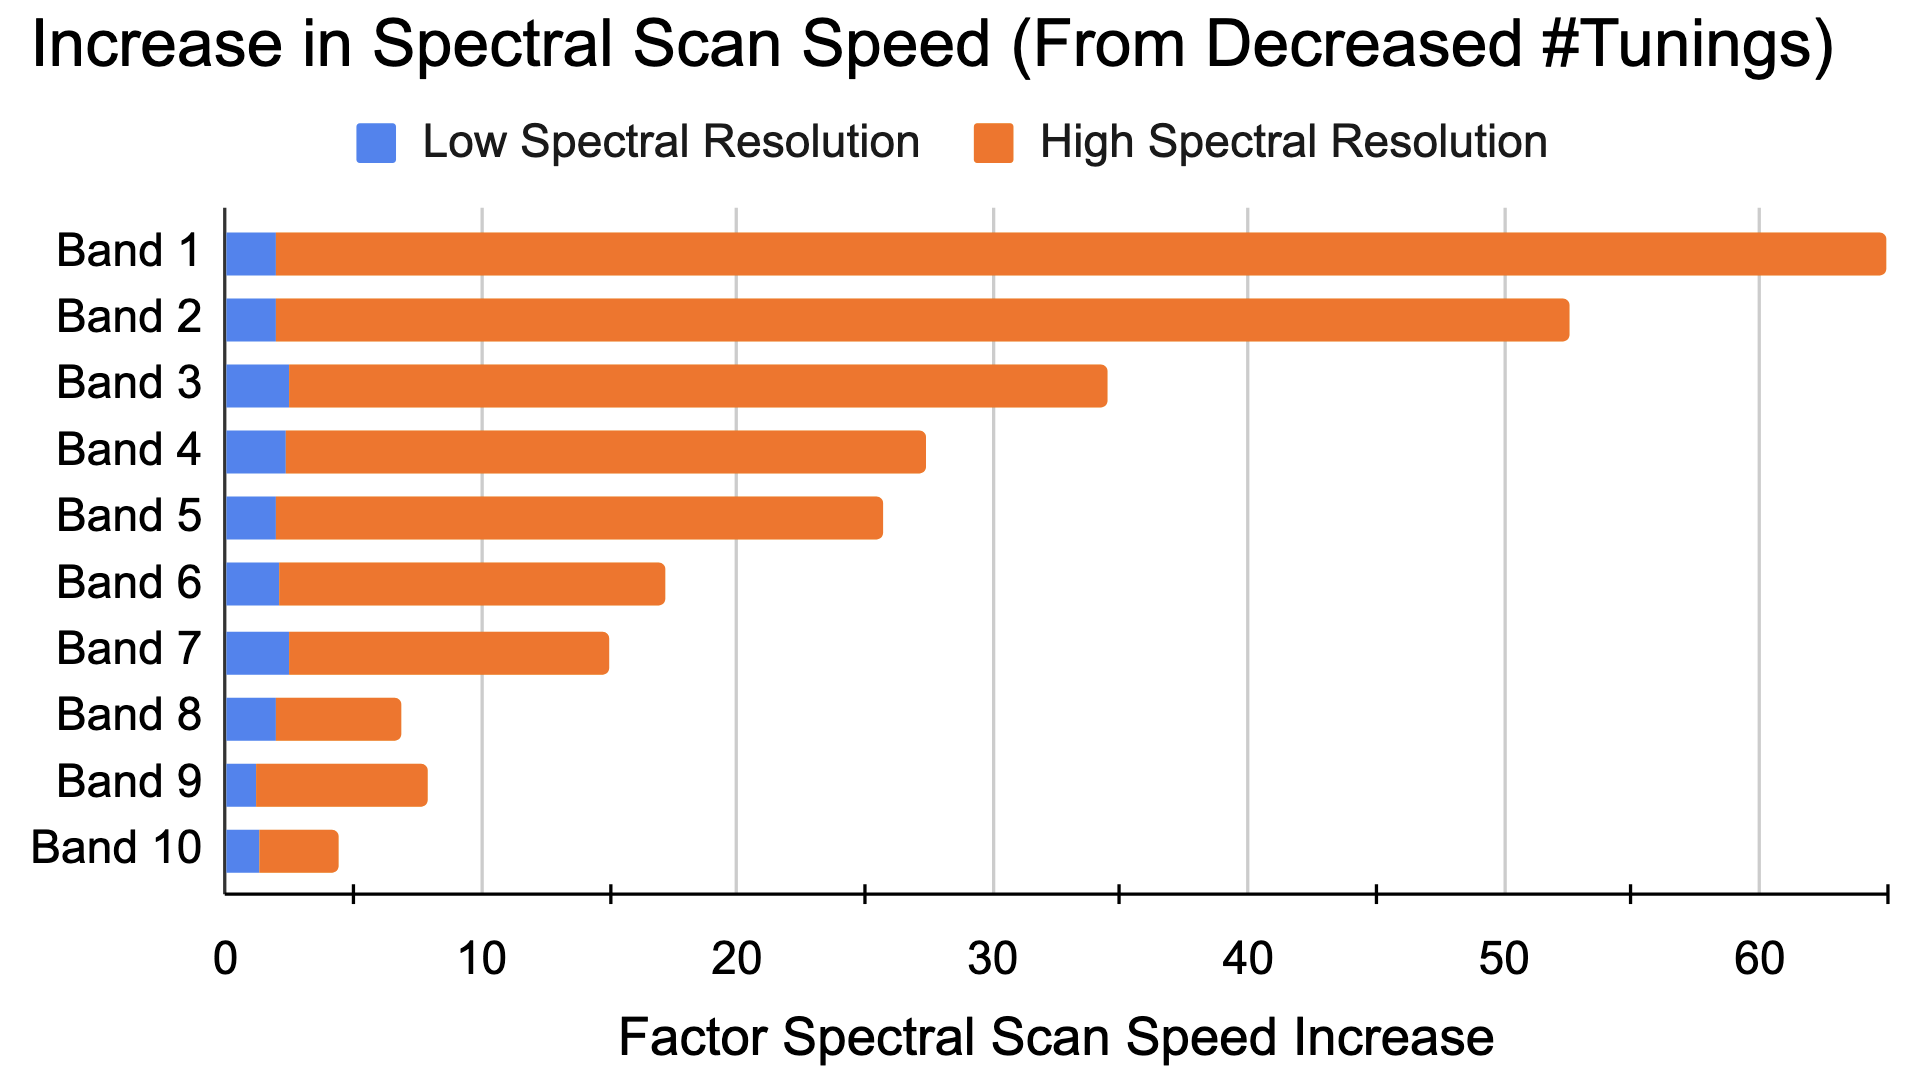 Increase in Spectral Scan Speed (From Decreased #Tunings)
Low Spectral Resolution High Spectral Resolution
Band 1
Band 2
Band 3
Band 4
Band 5
Band 6
Band 7
Band 8
Band 9
Band 10
0 10 20 30 40 50 60
Factor Spectral Scan Speed Increase